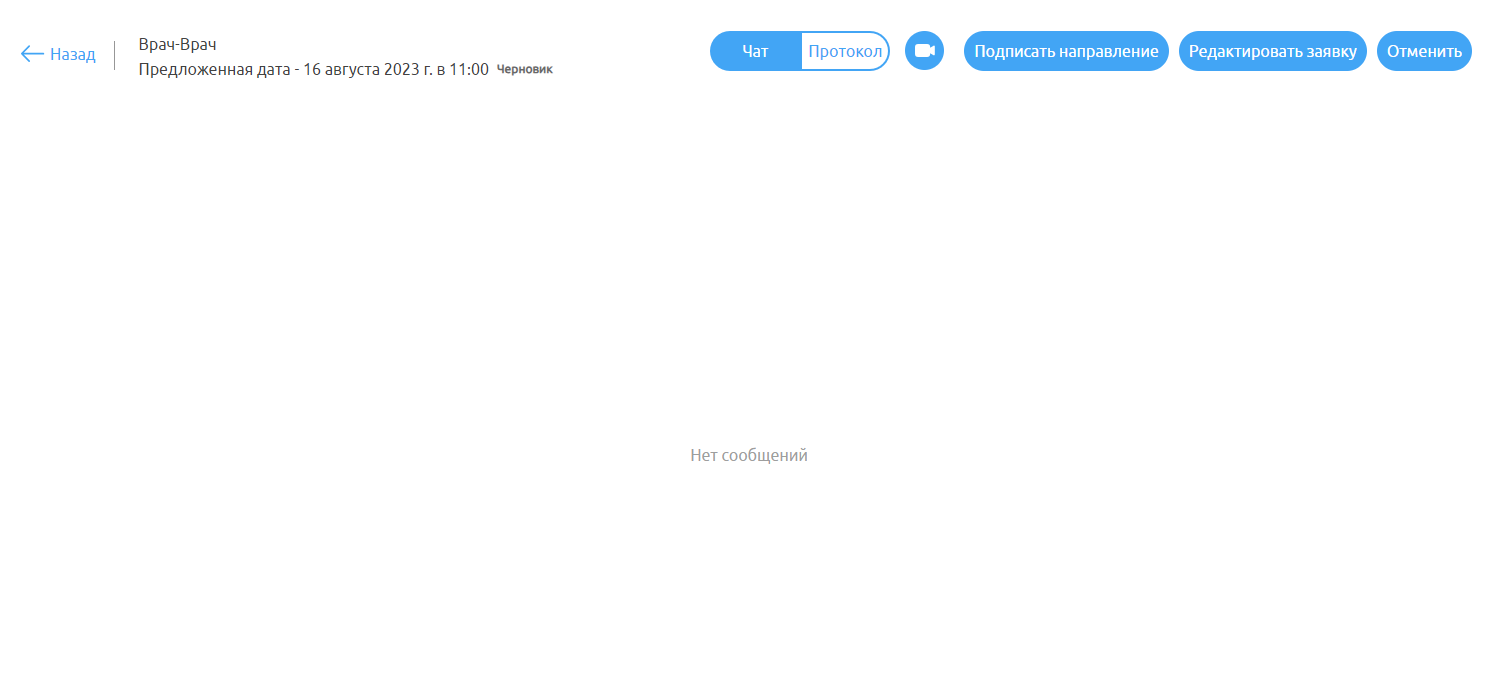 Назад
Врач-Врач
Предложенная дата - 16 августа 2023 г. в 11:00 Черновик
Чат
Протокол
Подписать направление
Редактировать заявку
Отменить
Нет сообщений